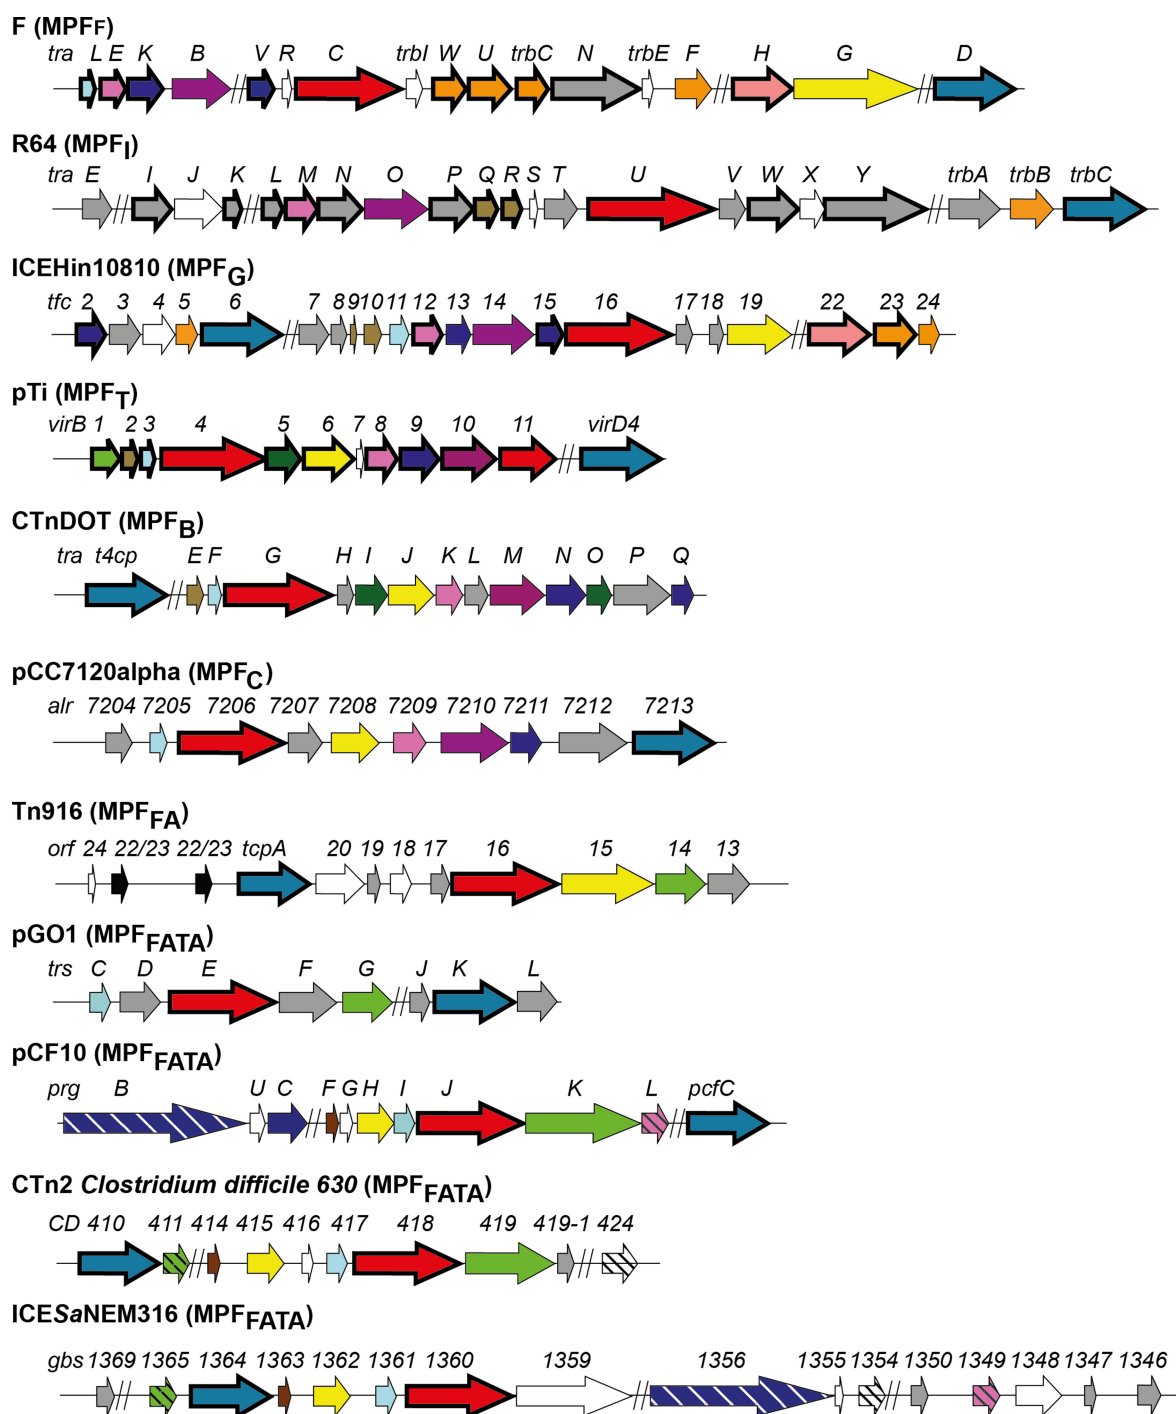 F (MPFF)
tra L E K B V R C trbI W U trbC N trbE F H G D
R64 (MPFI)
tra E I J K L M N O P Q R S T U V W X Y trbA trbB trbC
ICEHin10810 (MPFG)
tfc 2 3 4 5 6 7 8 9 10 11 12 13 14 15 16 17 18 19 22 23 24
pTi (MPFT)
virB 1 2 3 4 5 6 7 8 9 10 11 virD4
CTnDOT (MPFB)
tra t4cp E F G H I J K L M N O P Q
pCC7120alpha (MPFC)
alr 7204 7205 7206 7207 7208 7209 7210 7211 7212 7213
Tn916 (MPFFA)
orf 24 22/23 22/23 tcpA 20 19 18 17 16 15 14 13
pGO1 (MPFFATA)
trs C D E F G J K L
pCF10 (MPFFATA)
prg B U C F G H I J K L pcfC
CTn2 Clostridium difficile 630 (MPFFATA)
CD 410 411 414 415 416 417 418 419 419-1 424
ICESaNEM316 (MPFFATA)
gbs 1369 1365 1364 1363 1362 1361 1360 1359 1356 1355 1354 1350 1349 1348 1347 1346